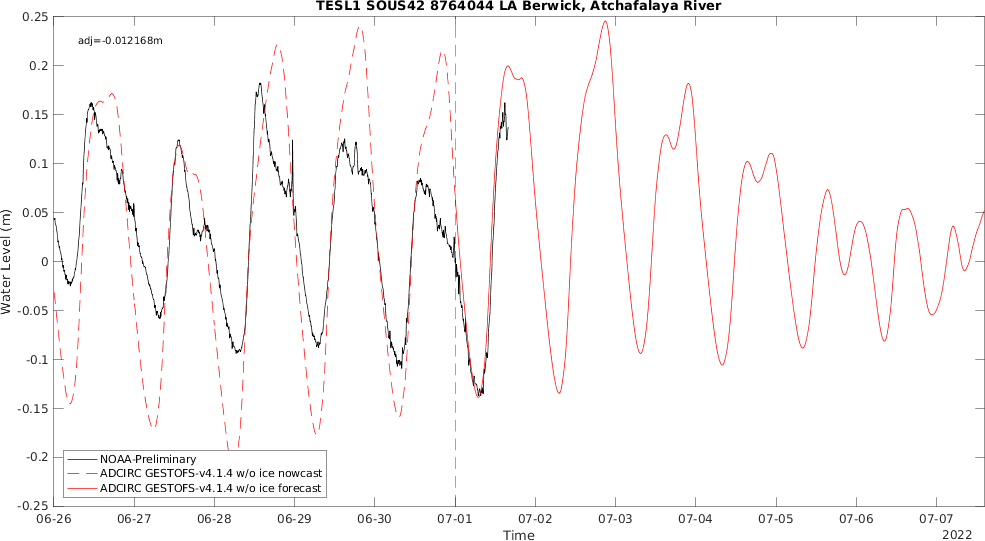 TESL1 SOUS42 8764044 LA Berwick, Atchafalaya River
adj=-0.012168m
0.25
0.2
0.15
0.1
0.05
0
-0.05
-0.1
-0.15
-0.2
-0.25
Water Level (m)
NOAA-Preliminary
ADCIRC GESTOFS-v4.1.4 w/o ice nowcast
ADCIRC GESTOFS-v4.1.4 w/o ice forecast
06-26 06-27 06-28 06-29 06-30 07-01 07-02 07-03 07-04 07-05 07-06 07-07
Time
2022